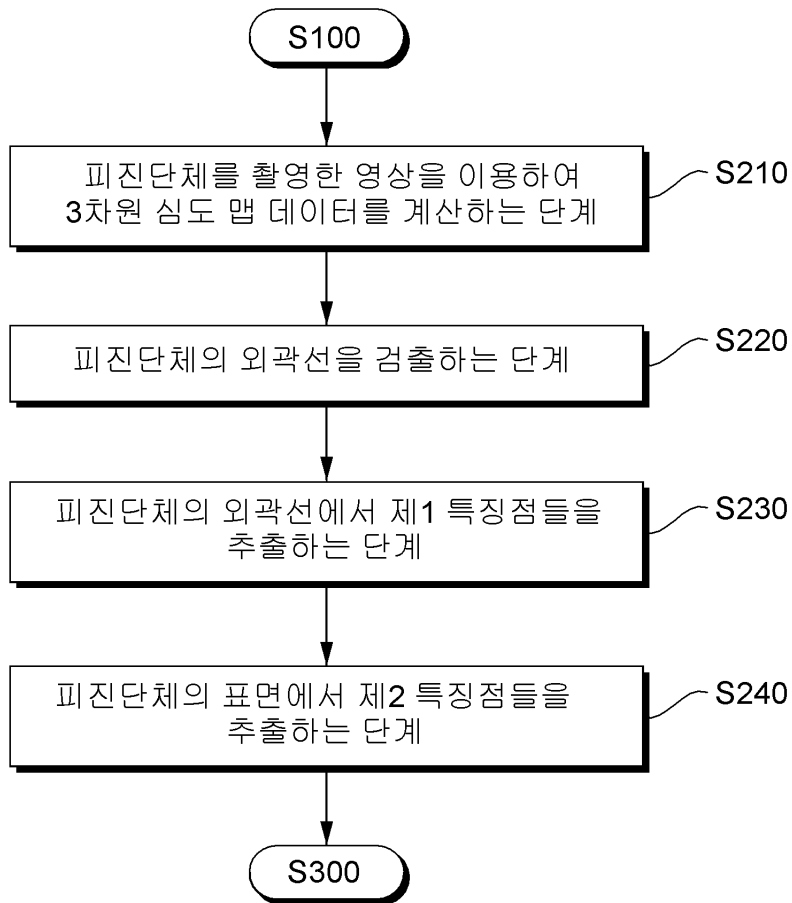 S100
피진단체를 촬영한 영상을 이용하여
3차원 심도 맵 데이터를 계산하는 단계
S210
피진단체의 외곽선을 검출하는 단계
S220
피진단체의 외곽선에서 제1 특징점들을
추출하는 단계
S230
피진단체의 표면에서 제2 특징점들을
추출하는 단계
S240
S300